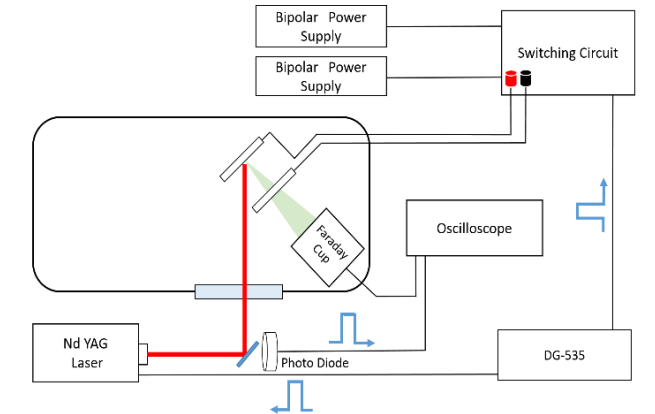 Bipolar Power
Supply
Bipolar Power
Supply
Switching Circuit
Faraday
Cup
Oscilloscope
Nd YAG
Laser
Photo Diode
DG-535